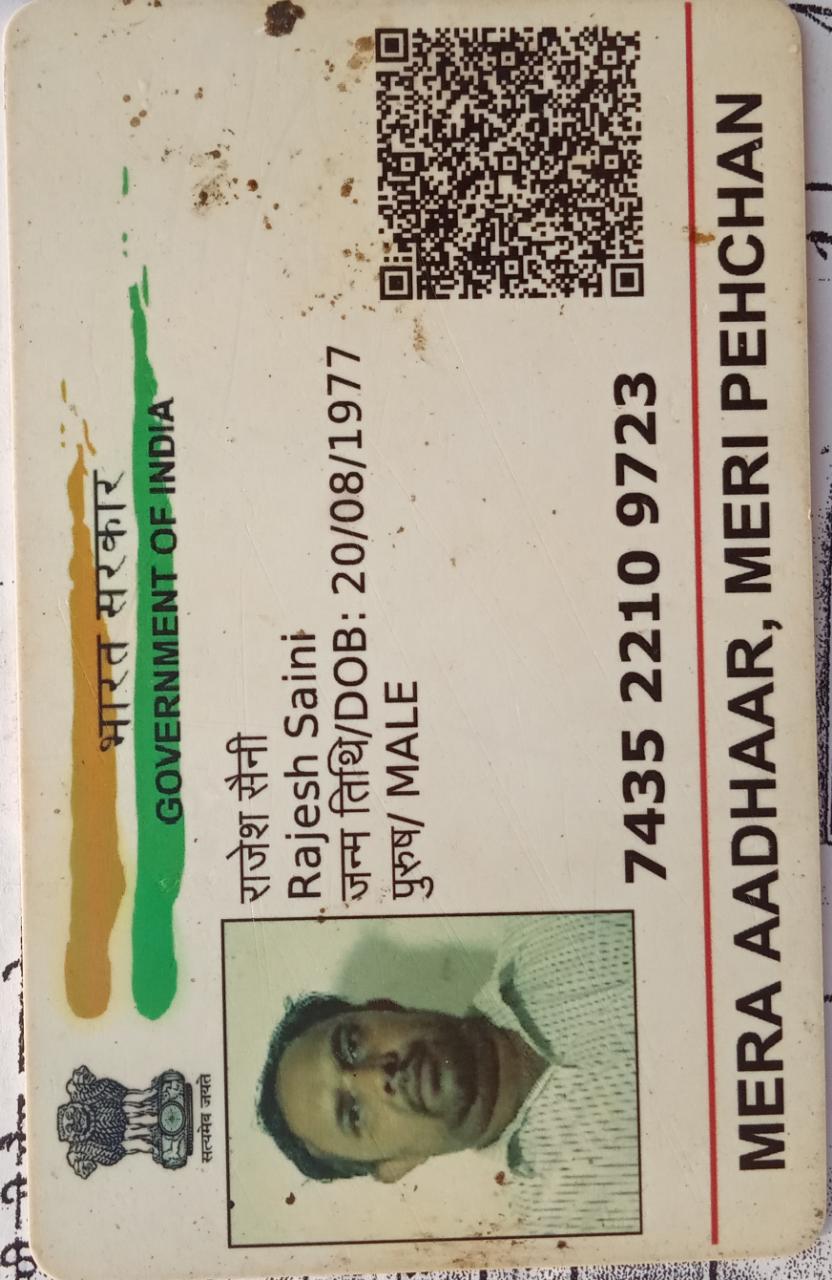 भारत सरकार
GOVERNMENT OF INDIA
सत्यमेव जयते
राजेश सैनी
Rajesh Saini
जन्म तिथि/DOB: 20/08/1977
पुरुष/ MALE
7435 2210 9723
MERA AADHAAR, MERI PEHCHAN